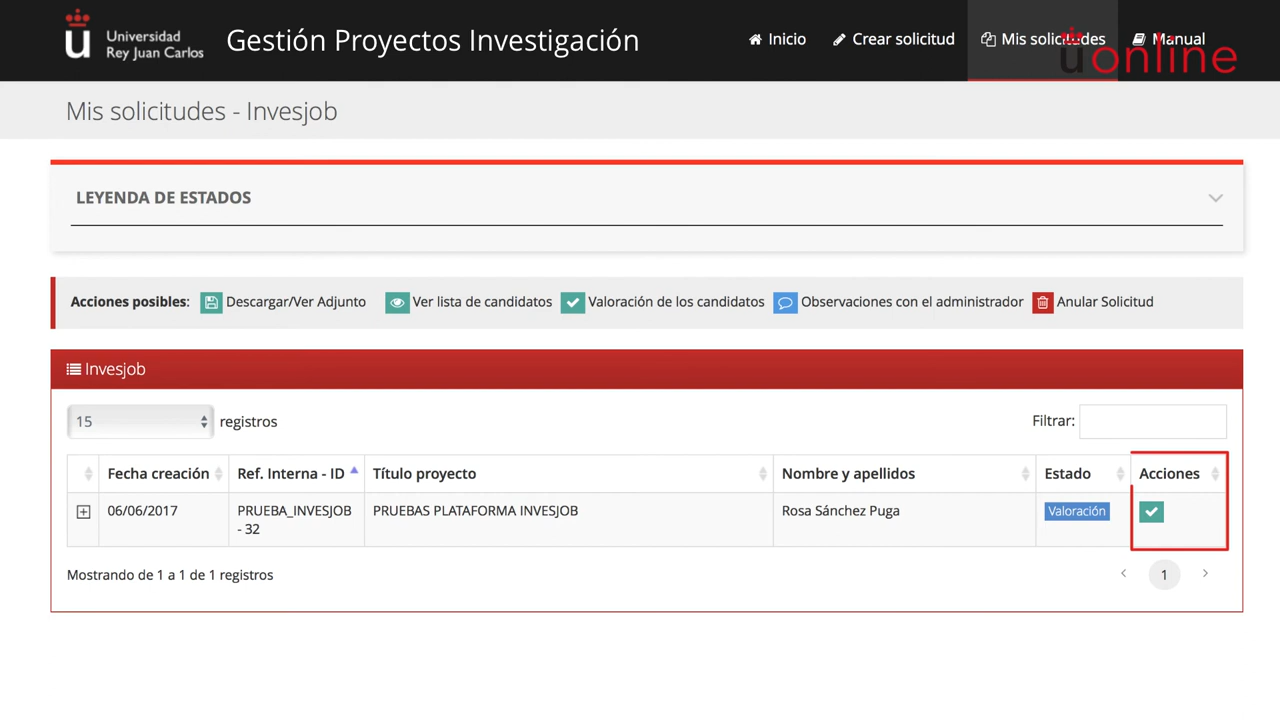 Universidad
Rey Juan Carlos
Gestión Proyectos Investigación
Inicio
Crear solicitud
Mis solicitudes
Manual
online
Mis solicitudes - Invesjob
LEYENDA DE ESTADOS
Acciones posibles: Descargar/Ver Adjunto Ver lista de candidatos Valoración de los candidatos Observaciones con el administrador Anular Solicitud
Invesjob
15 registros
Filtrar:
Fecha creación Ref. Interna - ID Título proyecto Nombre y apellidos Estado Acciones
06/06/2017 PRUEBA_INVESJOB PRUEBAS PLATAFORMA INVESJOB Rosa Sánchez Puga Valoración
- 32
Mostrando de 1 a 1 de 1 registros
1